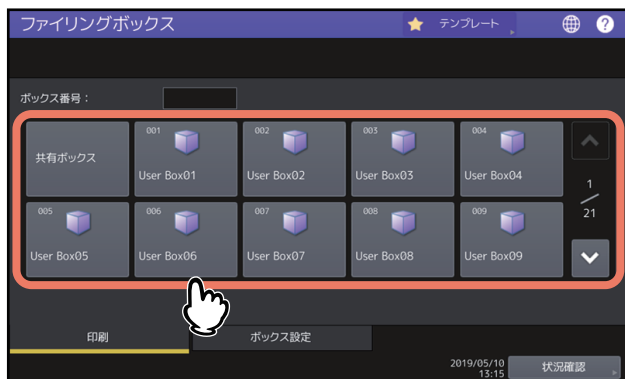 ファイリングボックス
テンプレート
?
ボックス番号：
共有ボックス
001
User Box01
002
User Box02
003
User Box03
004
User Box04
1
21
005
User Box05
006
User Box06
007
User Box07
008
User Box08
009
User Box09
印刷
ボックス設定
2019/05/10
13:15
状況確認